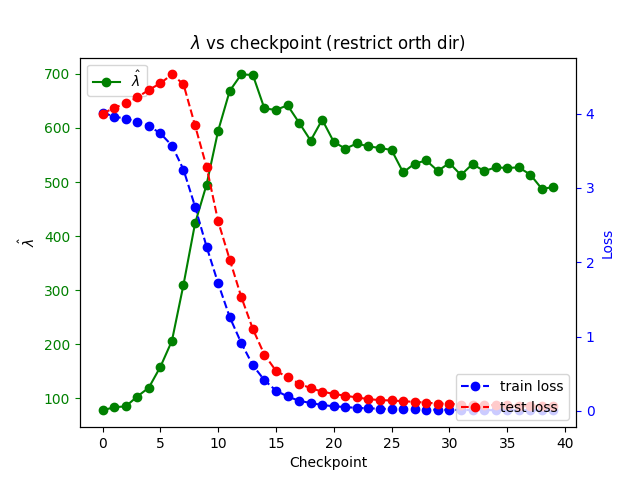 λ vs checkpoint (restrict orth dir)
λ̂
700
600
500
400
300
200
100
λ̂
4
3
2
1
0
Loss
train loss
test loss
0 5 10 15 20 25 30 35 40
Checkpoint